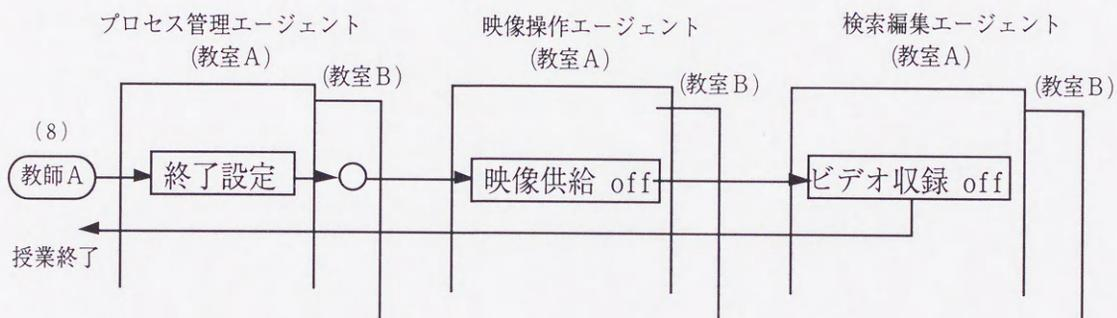 プロセス管理エージェント
(教室A)
(教室B)
映像操作エージェント
(教室A)
(教室B)
検索編集エージェント
(教室A)
(教室B)
(8)
教師A
終了設定
映像供給 off
ビデオ収録 off
授業終了